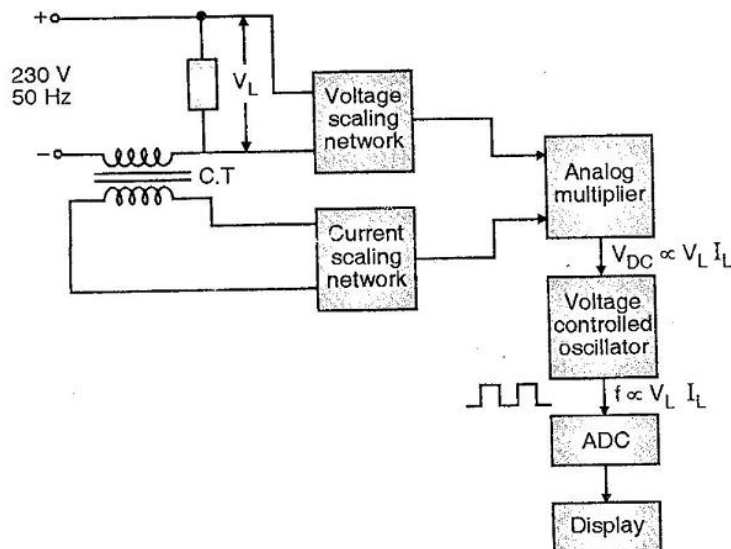 +
230 V
50 Hz
V_L
Voltage
scaling
network
−
C.T
Analog
multiplier
Current
scaling
network
V_DC ∝ V_L I_L
Voltage
controlled
oscillator
f ∝ V_L I_L
ADC
Display